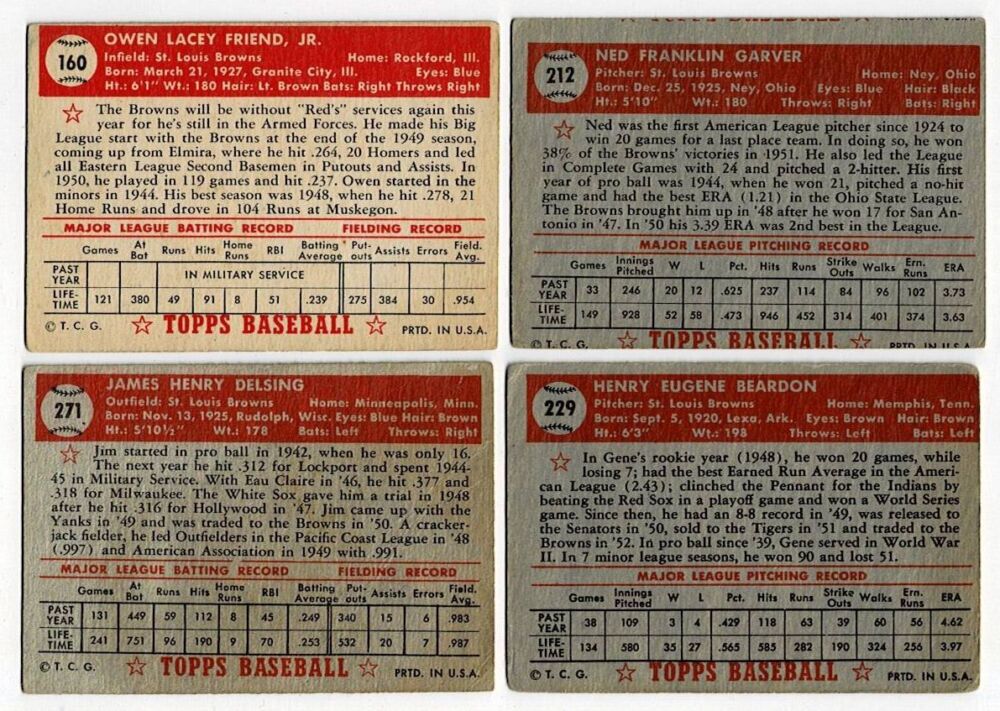 160
OWEN LACEY FRIEND, JR.
Infield: St. Louis Browns Home: Rockford, Ill.
Born: March 21, 1927, Granite City, Ill. Eyes: Blue
Ht.: 6'1" Wt.: 180 Hair: Lt. Brown Bats: Right Throws Right
The Browns will be without "Red's" services again this
year for he's still in the Armed Forces. He made his Big
League start with the Browns at the end of the 1949 season,
coming up from Elmira, where he hit .264, 20 Homers and led
all Eastern League Second Basemen in Putouts and Assists. In
1950, he played in 119 games and hit .237. Owen started in the
minors in 1944. His best season was 1948, when he hit .278, 21
Home Runs and drove in 104 Runs at Muskegon.
MAJOR LEAGUE BATTING RECORD FIELDING RECORD
Games At Bat Runs Hits Home Runs RBI Batting Average Put-outs Assists Errors Field. Avg.
PAST YEAR IN MILITARY SERVICE
LIFE-TIME 121 380 49 91 8 51 .239 275 384 30 .954
© T. C. G. TOPPS BASEBALL PRTD. IN U.S.A.
212
NED FRANKLIN GARVER
Pitcher: St. Louis Browns Home: Ney, Ohio
Born: Dec. 25, 1925, Ney, Ohio Eyes: Blue Hair: Black
Ht.: 5'10" Wt.: 180 Throws: Right Bats: Right
Ned was the first American League pitcher since 1924 to
win 20 games for a last place team. In doing so, he won
38% of the Browns' victories in 1951. He also led the League
in Complete Games with 24 and pitched a 2-hitter. His first
year of pro ball was 1944, when he won 21, pitched a no-hit
game and had the best ERA (1.21) in the Ohio State League.
The Browns brought him up in '48 after he won 17 for San An-
tonio in '47. In '50 his 3.39 ERA was 2nd best in the League.
MAJOR LEAGUE PITCHING RECORD
Games Innings Pitched W L Pct. Hits Runs Strike Outs Walks Ern. Runs ERA
PAST YEAR 33 246 20 12 .625 237 114 84 96 102 3.73
LIFE-TIME 149 928 52 58 .473 946 452 314 401 374 3.63
© T. C. G. TOPPS BASEBALL PRTD. IN U.S.A.
271
JAMES HENRY DELSING
Outfield: St. Louis Browns Home: Minneapolis, Minn.
Born: Nov. 13, 1925, Rudolph, Wisc. Eyes: Blue Hair: Brown
Ht.: 5'10½" Wt.: 178 Bats: Left Throws: Right
Jim started in pro ball in 1942, when he was only 16.
The next year he hit .312 for Lockport and spent 1944-
45 in Military Service. With Eau Claire in '46, he hit .377 and
.318 for Milwaukee. The White Sox gave him a trial in 1948
after he hit .316 for Hollywood in '47. Jim came up with the
Yanks in '49 and was traded to the Browns in '50. A cracker-
jack fielder, he led Outfielders in the Pacific Coast League in '48
(.997) and American Association in 1949 with .991.
MAJOR LEAGUE BATTING RECORD FIELDING RECORD
Games At Bat Runs Hits Home Runs RBI Batting Average Put-outs Assists Errors Field. Avg.
PAST YEAR 131 449 59 112 8 45 .249 340 15 6 .983
LIFE-TIME 241 751 96 190 9 70 .253 532 20 7 .987
© T. C. G. TOPPS BASEBALL PRTD. IN U.S.A.
229
HENRY EUGENE BEARDON
Pitcher: St. Louis Browns Home: Memphis, Tenn.
Born: Sept. 5, 1920, Lexa, Ark. Eyes: Brown Hair: Brown
Ht.: 6'3" Wt.: 198 Throws: Left Bats: Left
In Gene's rookie year (1948), he won 20 games, while
losing 7; had the best Earned Run Average in the Ameri-
can League (2.43); clinched the Pennant for the Indians by
beating the Red Sox in a playoff game and won a World Series
game. Since then, he had an 8-8 record in '49, was released to
the Senators in '50, sold to the Tigers in '51 and traded to the
Browns in '52. In pro ball since '39, Gene served in World War
II. In 7 minor league seasons, he won 90 and lost 51.
MAJOR LEAGUE PITCHING RECORD
Games Innings Pitched W L Pct. Hits Runs Strike Outs Walks Ern. Runs ERA
PAST YEAR 38 109 3 4 .429 118 63 39 60 56 4.62
LIFE-TIME 134 580 35 27 .565 585 282 190 324 256 3.97
© T. C. G. TOPPS BASEBALL PRTD. IN U.S.A.